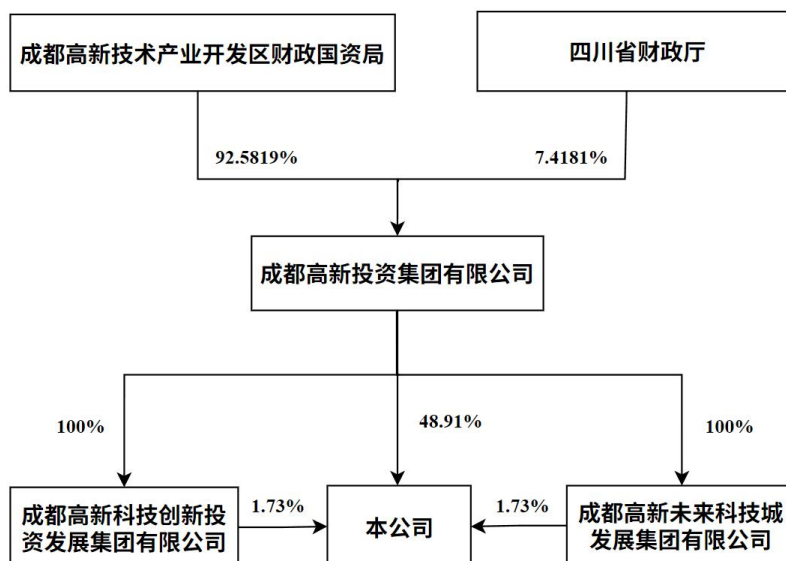 成都高新技术产业开发区财政国资局
四川省财政厅
92.5819%
7.4181%
成都高新投资集团有限公司
100%
48.91%
100%
成都高新科技创新投
资发展集团有限公司
1.73%
本公司
1.73%
成都高新未来科技城
发展集团有限公司